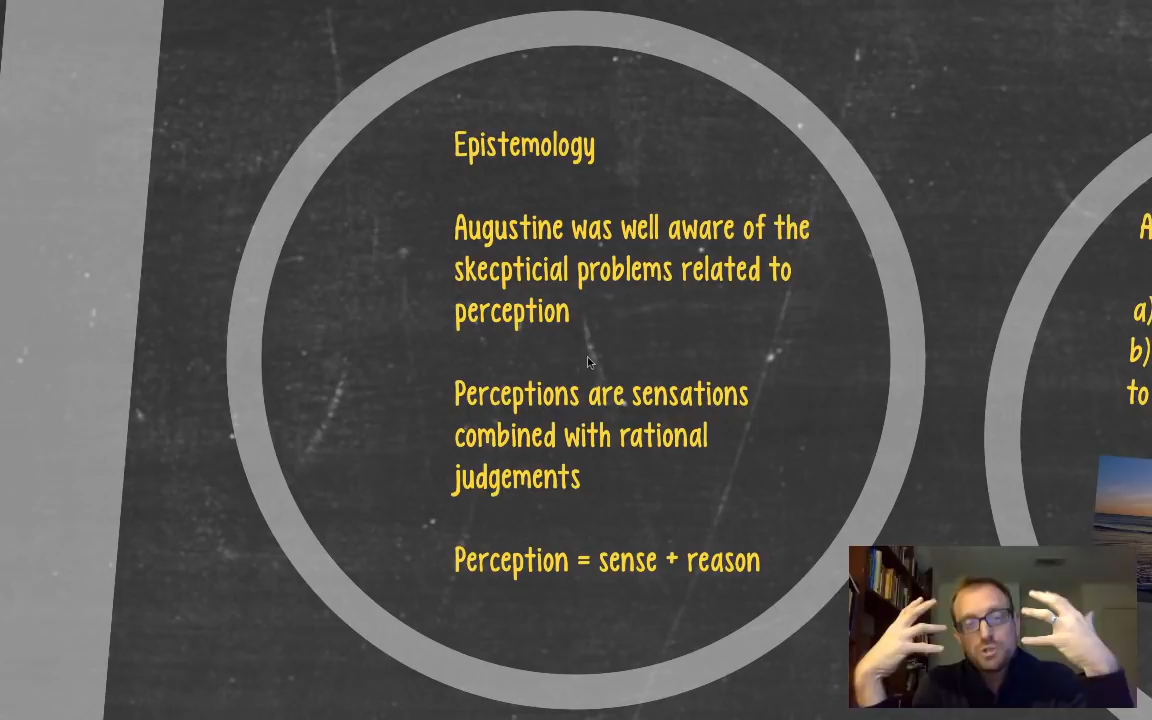 Epistemology
Augustine was well aware of the
skecpticial problems related to
perception
Perceptions are sensations
combined with rational
judgements
Perception = sense + reason
A
a)
b)
to